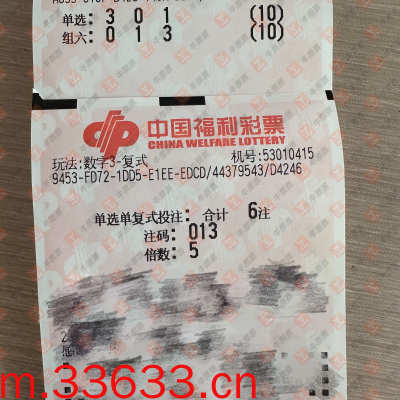 单选: 3 0 1 (10)
组六: 0 1 3 (10)
中国福利彩票
CHINA WELFARE LOTTERY
玩法:数字3-复式 机号:53010415
9453-FD72-1DD5-E1EE-EDCD/44379543/D4246
单选单复式投注: 合计 6注
注码: 013
倍数: 5
m.33633.cn